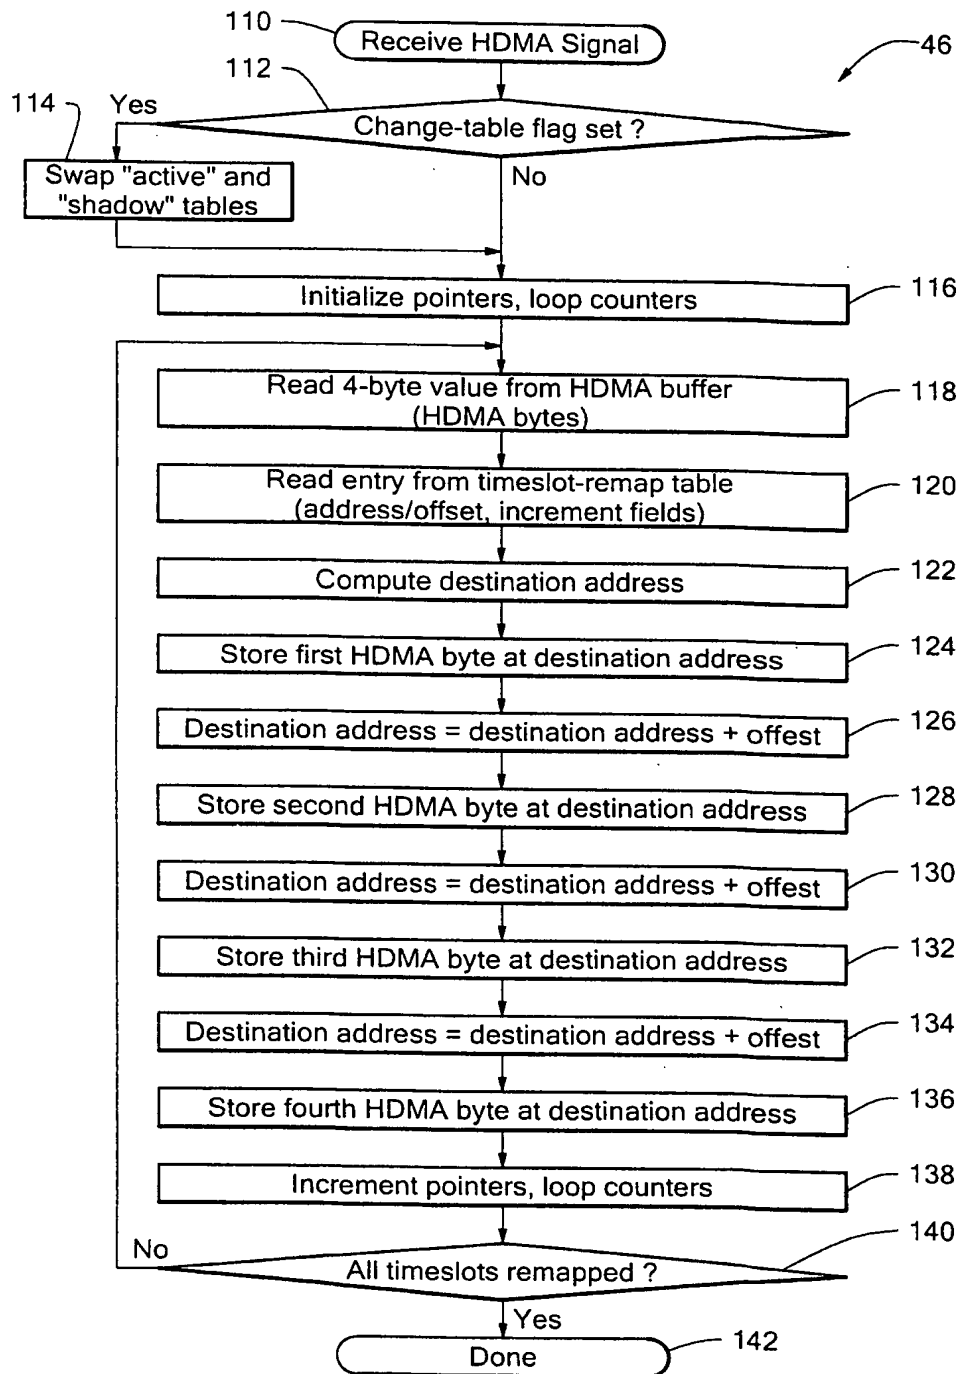 110
Receive HDMA Signal
46
112
114
Yes
Change-table flag set ?
Swap "active" and
"shadow" tables
No
Initialize pointers, loop counters
116
Read 4-byte value from HDMA buffer
(HDMA bytes)
118
Read entry from timeslot-remap table
(address/offset, increment fields)
120
Compute destination address
122
Store first HDMA byte at destination address
124
Destination address = destination address + offest
126
Store second HDMA byte at destination address
128
Destination address = destination address + offest
130
Store third HDMA byte at destination address
132
Destination address = destination address + offest
134
Store fourth HDMA byte at destination address
136
Increment pointers, loop counters
138
140
No
All timeslots remapped ?
Yes
Done
142